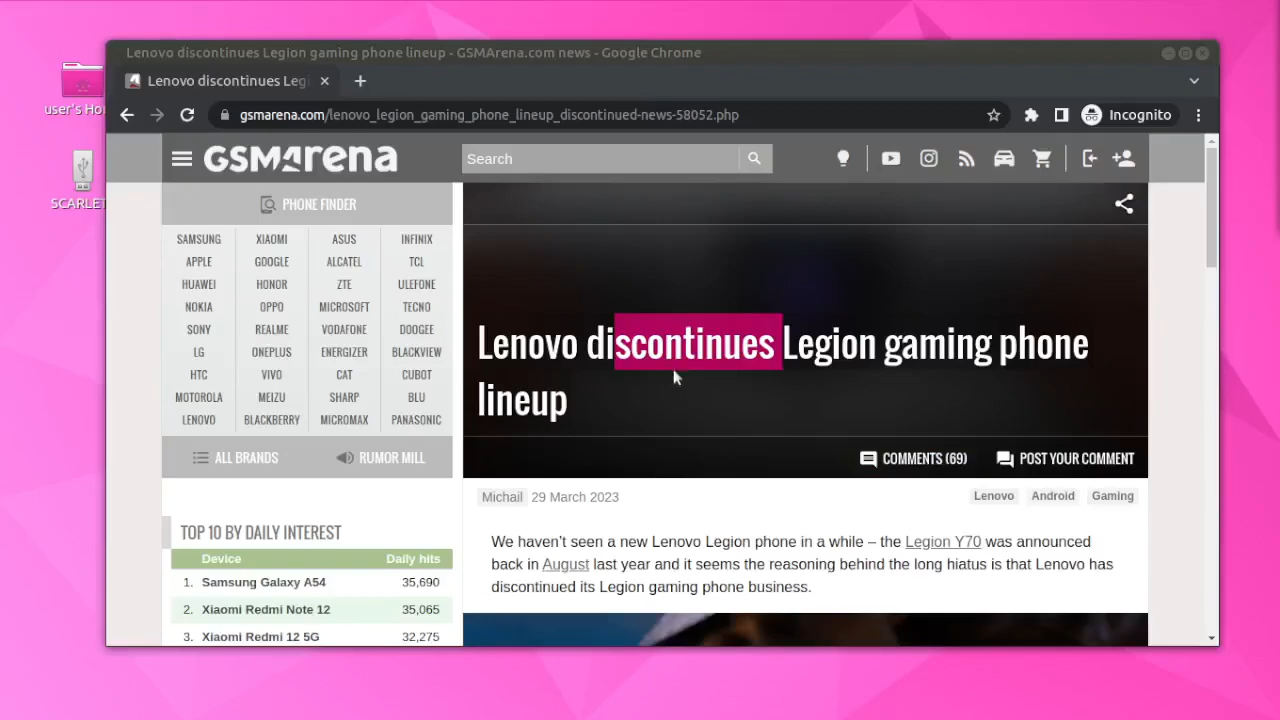 Lenovo discontinues Legion gaming phone lineup - GSMArena.com news - Google Chrome
Lenovo discontinues Leg
user's Ho
SCARLET
gsmarena.com/lenovo_legion_gaming_phone_lineup_discontinued-news-58052.php
Incognito
GSMArena
Search
PHONE FINDER
SAMSUNG XIAOMI ASUS INFINIX
APPLE GOOGLE ALCATEL TCL
HUAWEI HONOR ZTE ULEFONE
NOKIA OPPO MICROSOFT TECNO
SONY REALME VODAFONE DOOGEE
LG ONEPLUS ENERGIZER BLACKVIEW
HTC VIVO CAT CUBOT
MOTOROLA MEIZU SHARP BLU
LENOVO BLACKBERRY MICROMAX PANASONIC
ALL BRANDS RUMOR MILL
Lenovo discontinues Legion gaming phone
lineup
COMMENTS (69) POST YOUR COMMENT
Michail 29 March 2023 Lenovo Android Gaming
We haven’t seen a new Lenovo Legion phone in a while – the Legion Y70 was announced
back in August last year and it seems the reasoning behind the long hiatus is that Lenovo has
discontinued its Legion gaming phone business.
TOP 10 BY DAILY INTEREST
Device Daily hits
1. Samsung Galaxy A54 35,690
2. Xiaomi Redmi Note 12 35,065
3. Xiaomi Redmi 12 5G 32,275